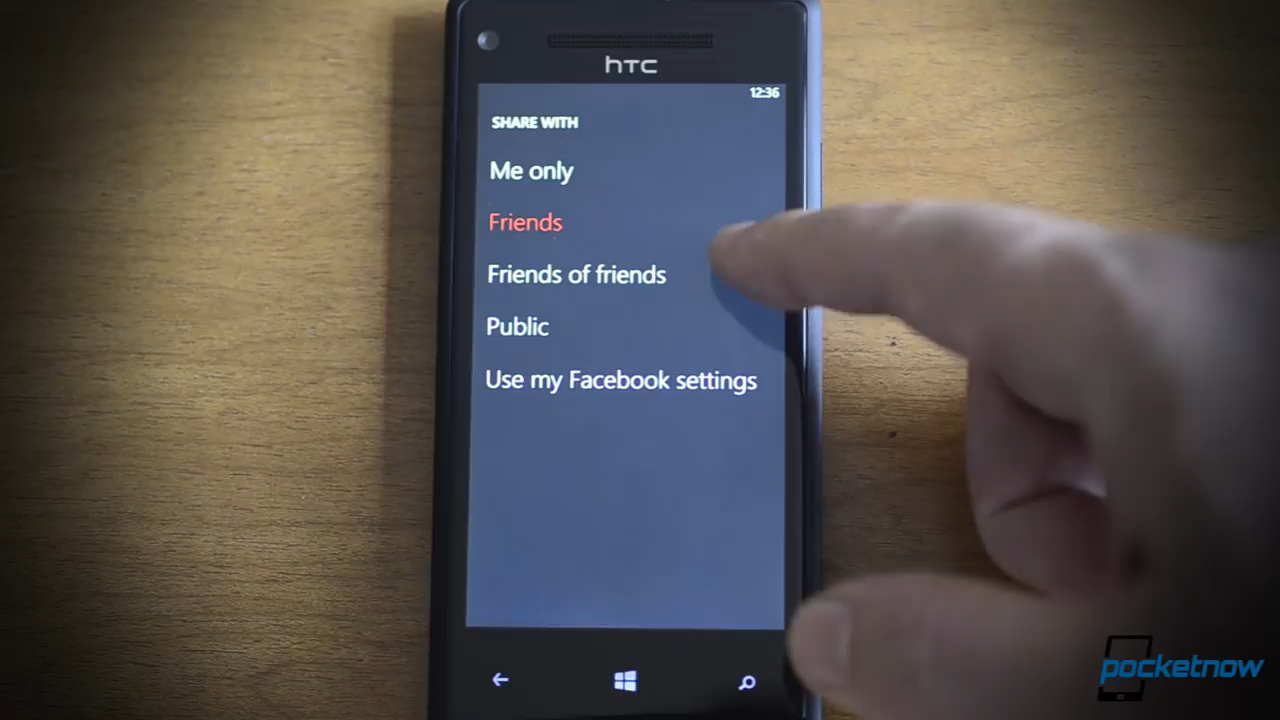 hTC
12:36
SHARE WITH
Me only
Friends
Friends of friends
Public
Use my Facebook settings
pocketnow